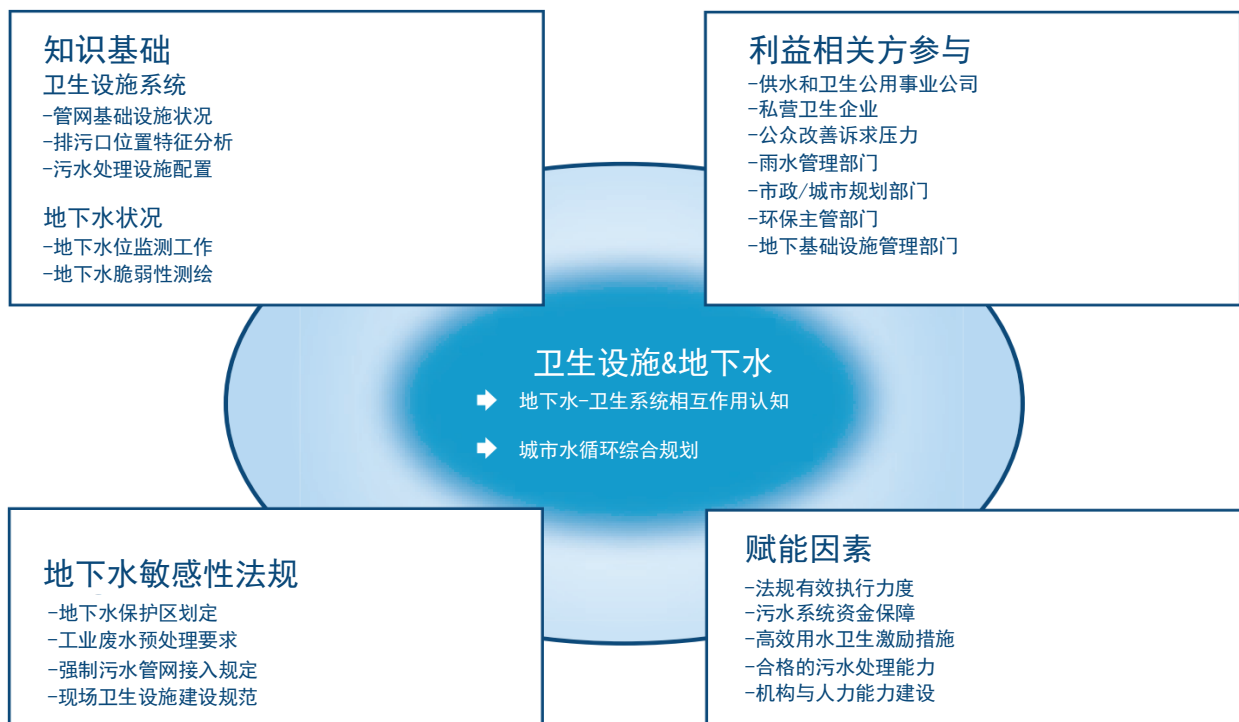 知识基础
卫生设施系统
-管网基础设施状况
-排污口位置特征分析
-污水处理设施配置
地下水状况
-地下水位监测工作
-地下水脆弱性测绘
利益相关方参与
-供水和卫生公用事业公司
-私营卫生企业
-公众改善诉求压力
-雨水管理部门
-市政/城市规划部门
-环保主管部门
-地下基础设施管理部门
卫生设施&地下水
地下水-卫生系统相互作用认知
城市水循环综合规划
地下水敏感性法规
-地下水保护区划定
-工业废水预处理要求
-强制污水管网接入规定
-现场卫生设施建设规范
赋能因素
-法规有效执行力度
-污水系统资金保障
-高效用水卫生激励措施
-合格的污水处理能力
-机构与人力能力建设